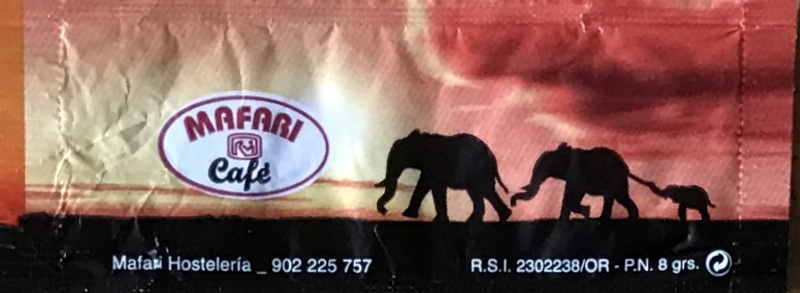 MAFARI
Café
Mafari Hostelería _ 902 225 757
R.S.I. 2302238/OR - P.N. 8 grs.